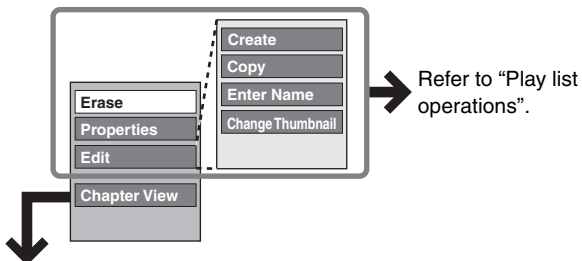 Create
Copy
Enter Name
Change Thumbnail
Erase
Properties
Edit
Chapter View
Refer to “Play list
operations”.